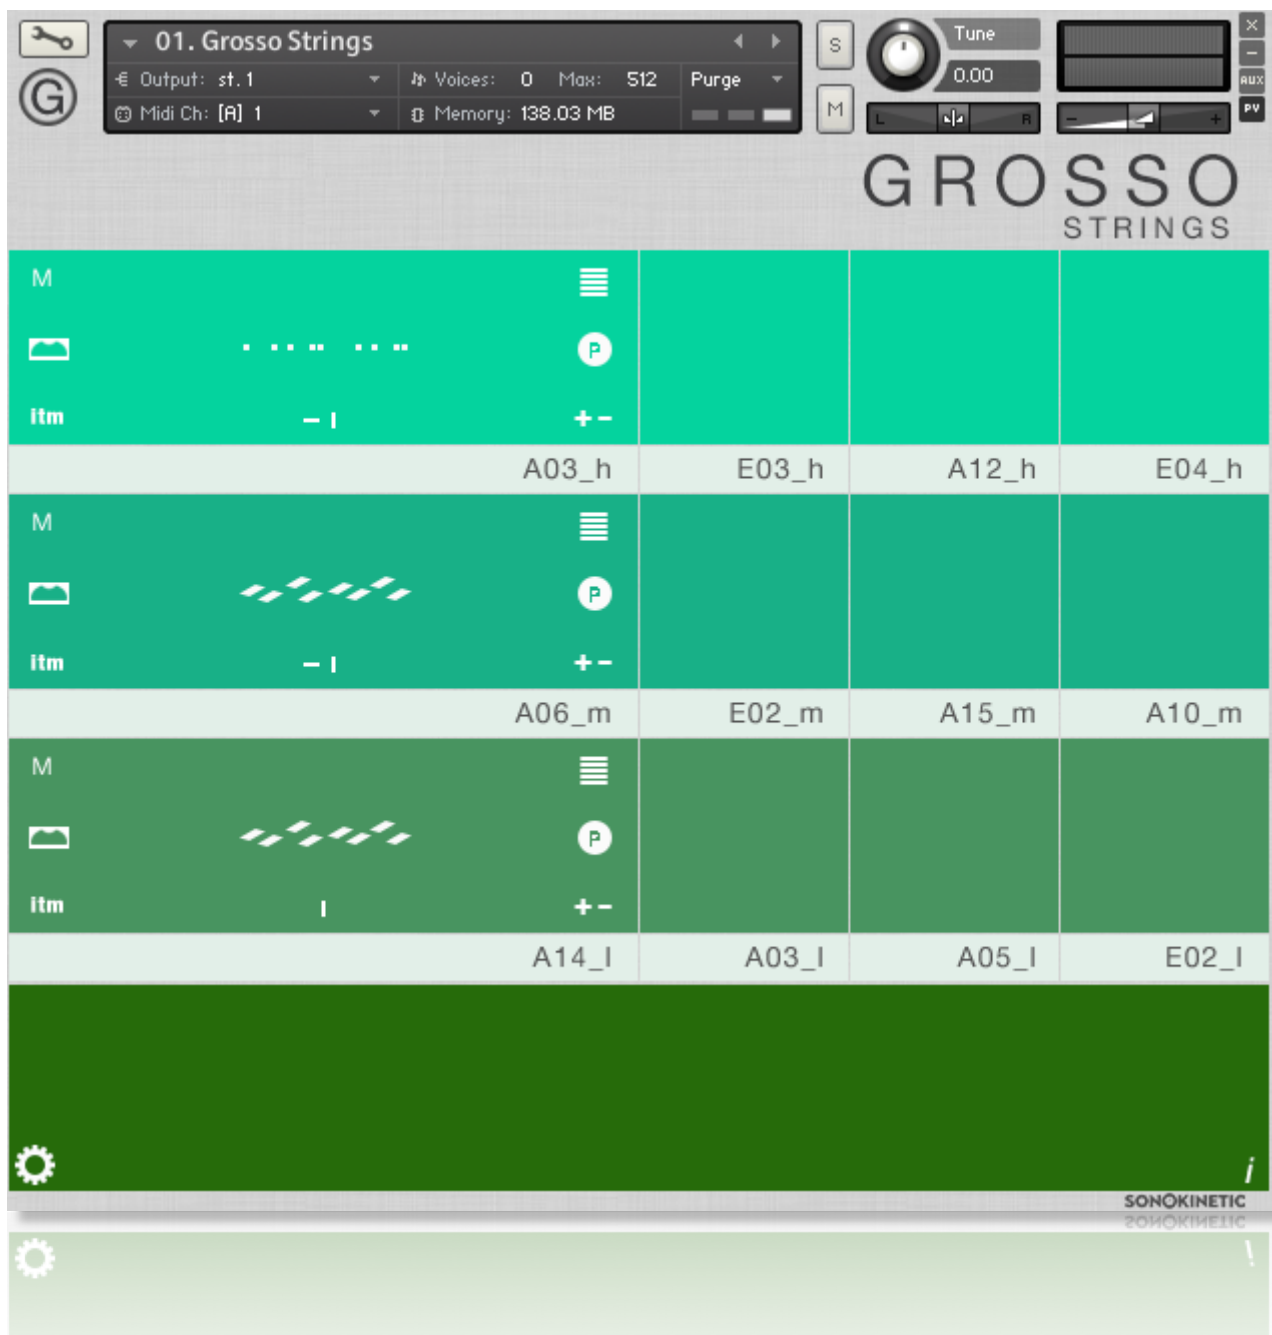 01. Grosso Strings
S
Tune
Output: st. 1
Voices: 0 Max: 512
Purge
0.00
AUX
Midi Ch: [A] 1
Memory: 138.03 MB
M
L
R
PV
G
GROSSO
STRINGS
M
P
itm
A03_h
E03_h
A12_h
E04_h
M
P
itm
A06_m
E02_m
A15_m
A10_m
M
P
itm
A14_l
A03_l
A05_l
E02_l
i
SONOKINETIC